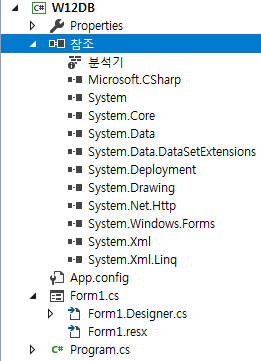 C# W12DB
Properties
참조
분석기
Microsoft.CSharp
System
System.Core
System.Data
System.Data.DataSetExtensions
System.Deployment
System.Drawing
System.Net.Http
System.Windows.Forms
System.Xml
System.Xml.Linq
App.config
Form1.cs
Form1.Designer.cs
Form1.resx
C# Program.cs